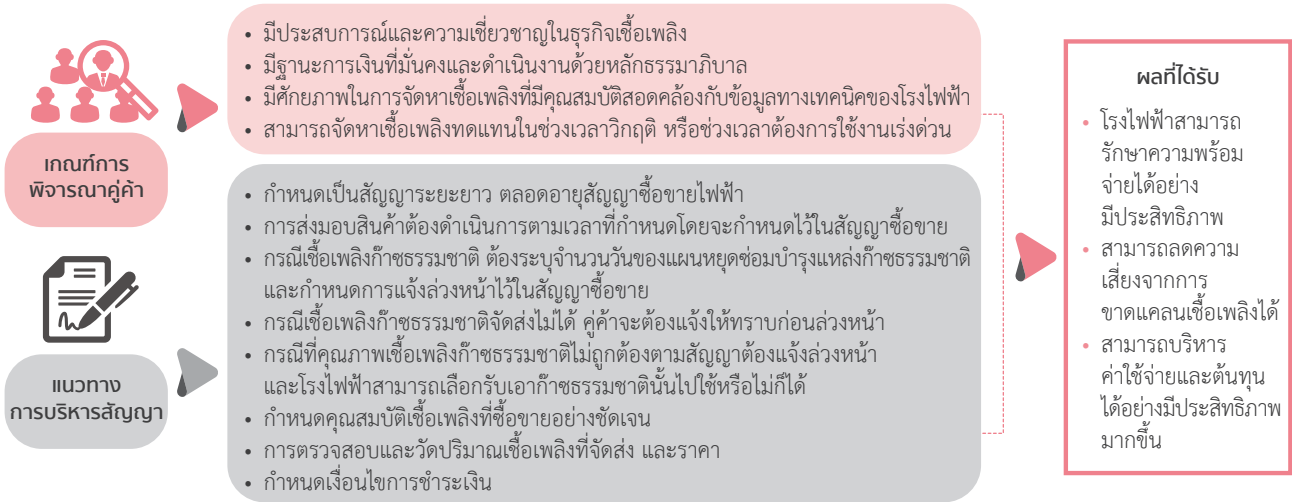 เกณฑ์การ
พิจารณาคู่ค้า
• มีประสบการณ์และความเชี่ยวชาญในธุรกิจเชื้อเพลิง
• มีฐานะการเงินที่มั่นคงและดำเนินงานด้วยหลักธรรมาภิบาล
• มีศักยภาพในการจัดหาเชื้อเพลิงที่มีคุณสมบัติสอดคล้องกับข้อมูลทางเทคนิคของโรงไฟฟ้า
• สามารถจัดหาเชื้อเพลิงทดแทนในช่วงเวลาวิกฤติ หรือช่วงเวลาต้องการใช้งานเร่งด่วน
แนวทาง
การบริหารสัญญา
• กำหนดเป็นสัญญาระยะยาว ตลอดอายุสัญญาซื้อขายไฟฟ้า
• การส่งมอบสินค้าต้องดำเนินการตามเวลาที่กำหนดโดยจะกำหนดไว้ในสัญญาซื้อขาย
• กรณีเชื้อเพลิงก๊าซธรรมชาติ ต้องระบุจำนวนวันของแผนหยุดซ่อมบำรุงแหล่งก๊าซธรรมชาติ
และกำหนดการแจ้งล่วงหน้าไว้ในสัญญาซื้อขาย
• กรณีเชื้อเพลิงก๊าซธรรมชาติจัดส่งไม่ได้ คู่ค้าจะต้องแจ้งให้ทราบก่อนล่วงหน้า
• กรณีที่คุณภาพเชื้อเพลิงก๊าซธรรมชาติไม่ถูกต้องตามสัญญาต้องแจ้งล่วงหน้า
และโรงไฟฟ้าสามารถเลือกรับเอาก๊าซธรรมชาตินั้นไปใช้หรือไม่ก็ได้
• กำหนดคุณสมบัติเชื้อเพลิงที่ซื้อขายอย่างชัดเจน
• การตรวจสอบและวัดปริมาณเชื้อเพลิงที่จัดส่ง และราคา
• กำหนดเงื่อนไขการชำระเงิน
ผลที่ได้รับ
• โรงไฟฟ้าสามารถ
รักษาความพร้อม
จ่ายได้อย่าง
มีประสิทธิภาพ
• สามารถลดความ
เสี่ยงจากการ
ขาดแคลนเชื้อเพลิงได้
• สามารถบริหาร
ค่าใช้จ่ายและต้นทุน
ได้อย่างมีประสิทธิภาพ
มากขึ้น